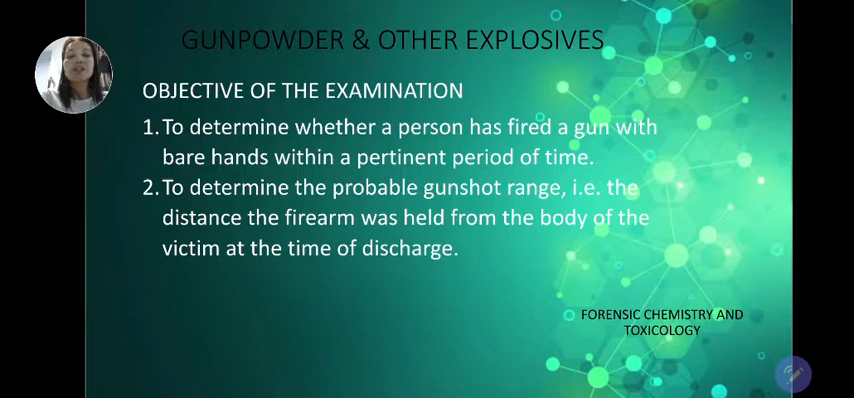 GUNPOWDER & OTHER EXPLOSIVES
OBJECTIVE OF THE EXAMINATION
1. To determine whether a person has fired a gun with
bare hands within a pertinent period of time.
2. To determine the probable gunshot range, i.e. the
distance the firearm was held from the body of the
victim at the time of discharge.
FORENSIC CHEMISTRY AND
TOXICOLOGY